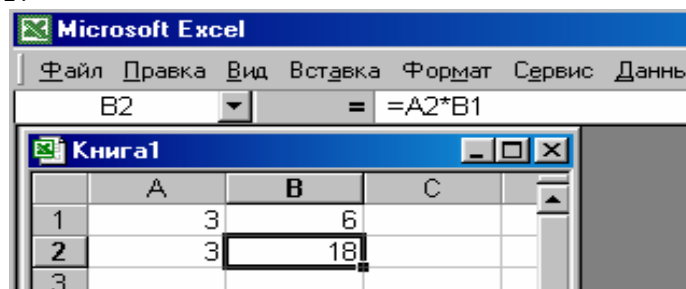 Microsoft Excel
Файл Правка Вид Вставка Формат Сервис
B2 = =A2*B1
Книга1
A B C
1 3 6
2 3 18
3